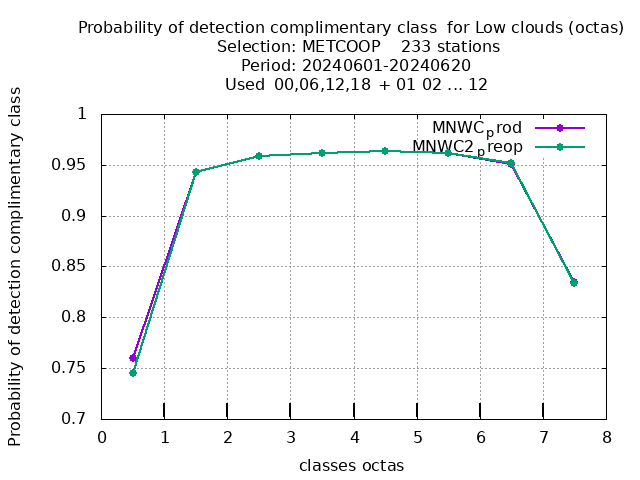 Probability of detection complimentary class  for Low clouds (octas)
Selection: METCOOP    233 stations
Period: 20240601-20240620
Used  00,06,12,18 + 01 02 ... 12
Probability of detection complimentary class
1
0.95
0.9
0.85
0.8
0.75
0.7
MNWCprod
MNWC2preop
0 1 2 3 4 5 6 7 8
classes octas